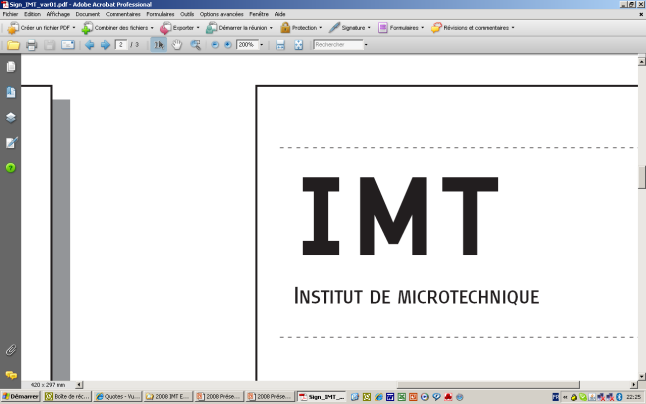 Sign_IMT_var01.pdf - Adobe Acrobat Professional
Fichier Edition Affichage Document Commentaires Formulaires Outils Options avancées Fenêtre Aide
Créer un fichier PDF Combiner des fichiers Exporter Démarrer la réunion Protection Signature Formulaires Révisions et commentaires
2 / 3 200% Rechercher
IMT
INSTITUT DE MICROTECHNIQUE
420 x 297 mm
Démarrer Boîte de réc... Quotes - Vu... 2008 IMT E... 2008 Prése... 2008 Prése... Sign_IMT_... FR « 22:25